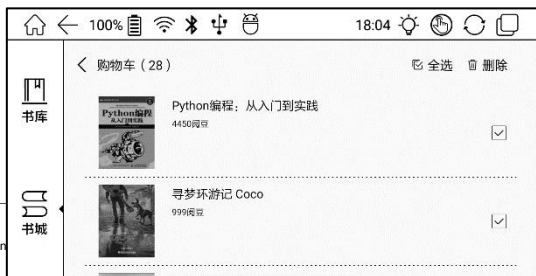 100%
18:04
购物车（28）
全选
删除
书库
Python编程
从入门到实践
Python编程：从入门到实践
4450阅豆
寻梦环游记 Coco
999阅豆
书城
n